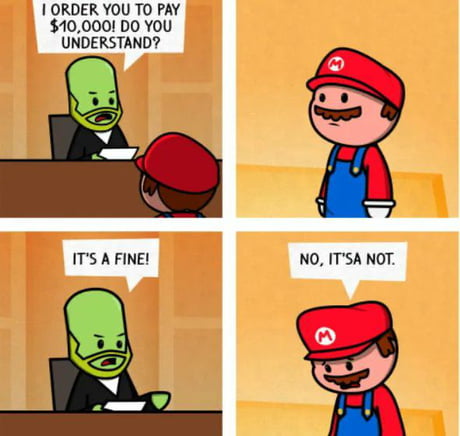 I ORDER YOU TO PAY
$10,000! DO YOU
UNDERSTAND?
M
IT'S A FINE!
NO, IT'SA NOT.
M